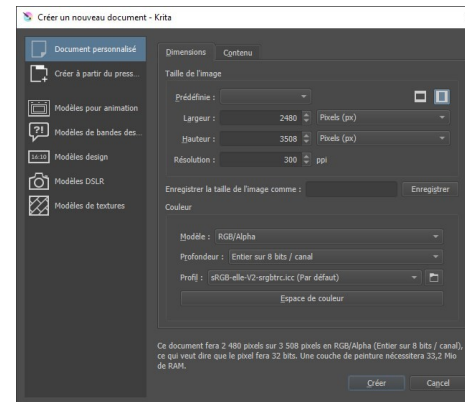 Créer un nouveau document - Krita
Document personnalisé
Créer à partir du press...
Modèles pour animation
Modèles de bandes des...
16:10 Modèles design
Modèles DSLR
Modèles de textures
Dimensions Contenu
Taille de l'image
Prédéfinie :
Largeur : 2480 Pixels (px)
Hauteur : 3508 Pixels (px)
Résolution : 300 ppi
Enregistrer la taille de l'image comme : Enregistrer
Couleur
Modèle : RGB/Alpha
Profondeur : Entier sur 8 bits / canal
Profil : sRGB-elle-V2-srgbtrc.icc (Par défaut)
Espace de couleur
Ce document fera 2 480 pixels sur 3 508 pixels en RGB/Alpha (Entier sur 8 bits / canal),
ce qui veut dire que le pixel fera 32 bits. Une couche de peinture nécessitera 33,2 Mio
de RAM.
Créer Cancel